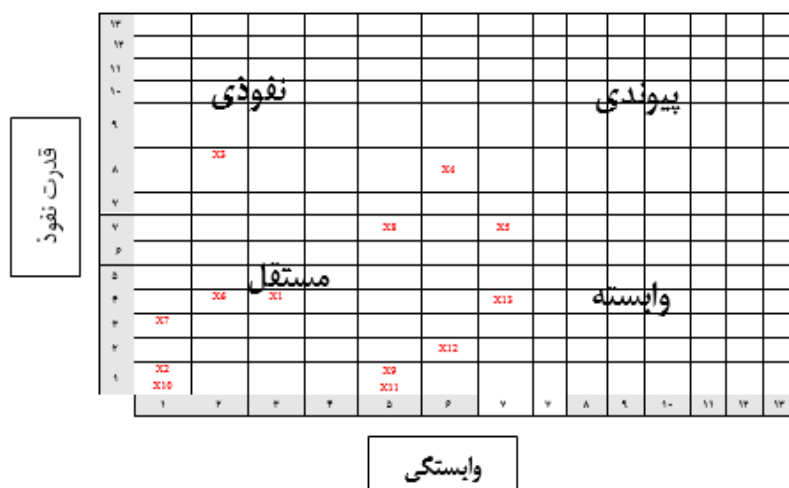 ۱۳
۱۲
۱۱
۱۰ نفوذی پیوندی
۹
X3
۸ X4
۷
قدرت نفوذ
۷ X8 X5
۶
۵ مستقل
۴ X6 X1 X13 وابسته
۳ X7
۲ X12
X2 X9
۱
X10 X11
۱ ۲ ۳ ۴ ۵ ۶ ۷ ۷ ۸ ۹ ۱۰ ۱۱ ۱۲ ۱۳
وابستگی